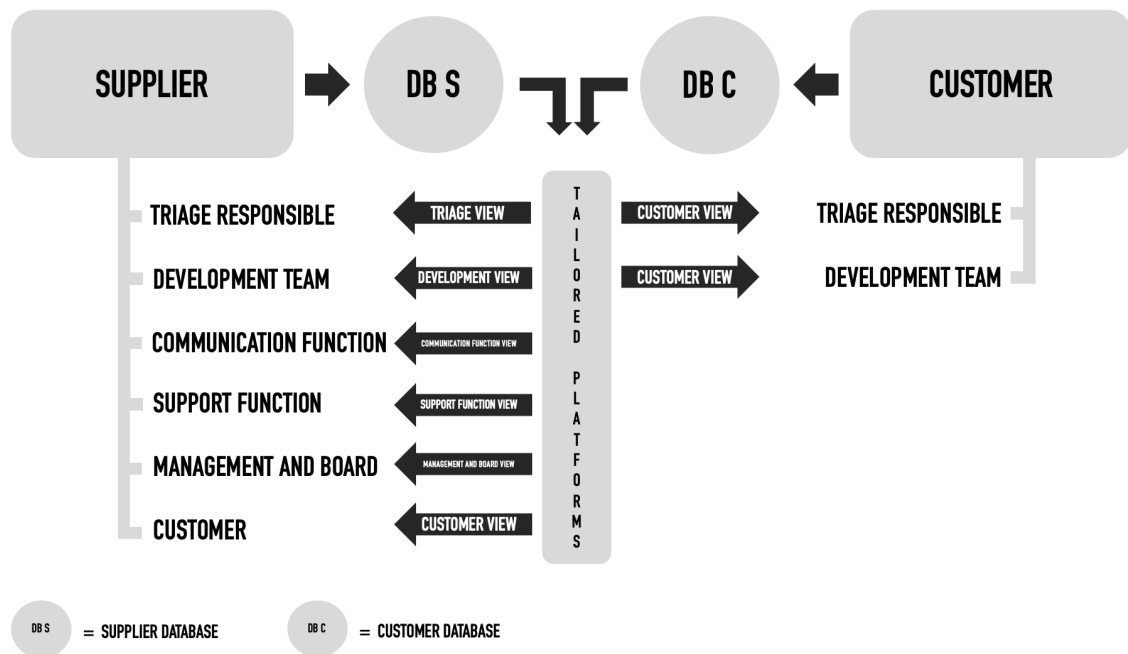 SUPPLIER
DB S
DB C
CUSTOMER
TAILORED PLATFORMS
TRIAGE RESPONSIBLE
TRIAGE VIEW
CUSTOMER VIEW
TRIAGE RESPONSIBLE
DEVELOPMENT TEAM
DEVELOPMENT VIEW
CUSTOMER VIEW
DEVELOPMENT TEAM
COMMUNICATION FUNCTION
COMMUNICATION FUNCTION VIEW
SUPPORT FUNCTION
SUPPORT FUNCTION VIEW
MANAGEMENT AND BOARD
MANAGEMENT AND BOARD VIEW
CUSTOMER
CUSTOMER VIEW
DB S = SUPPLIER DATABASE
DB C = CUSTOMER DATABASE